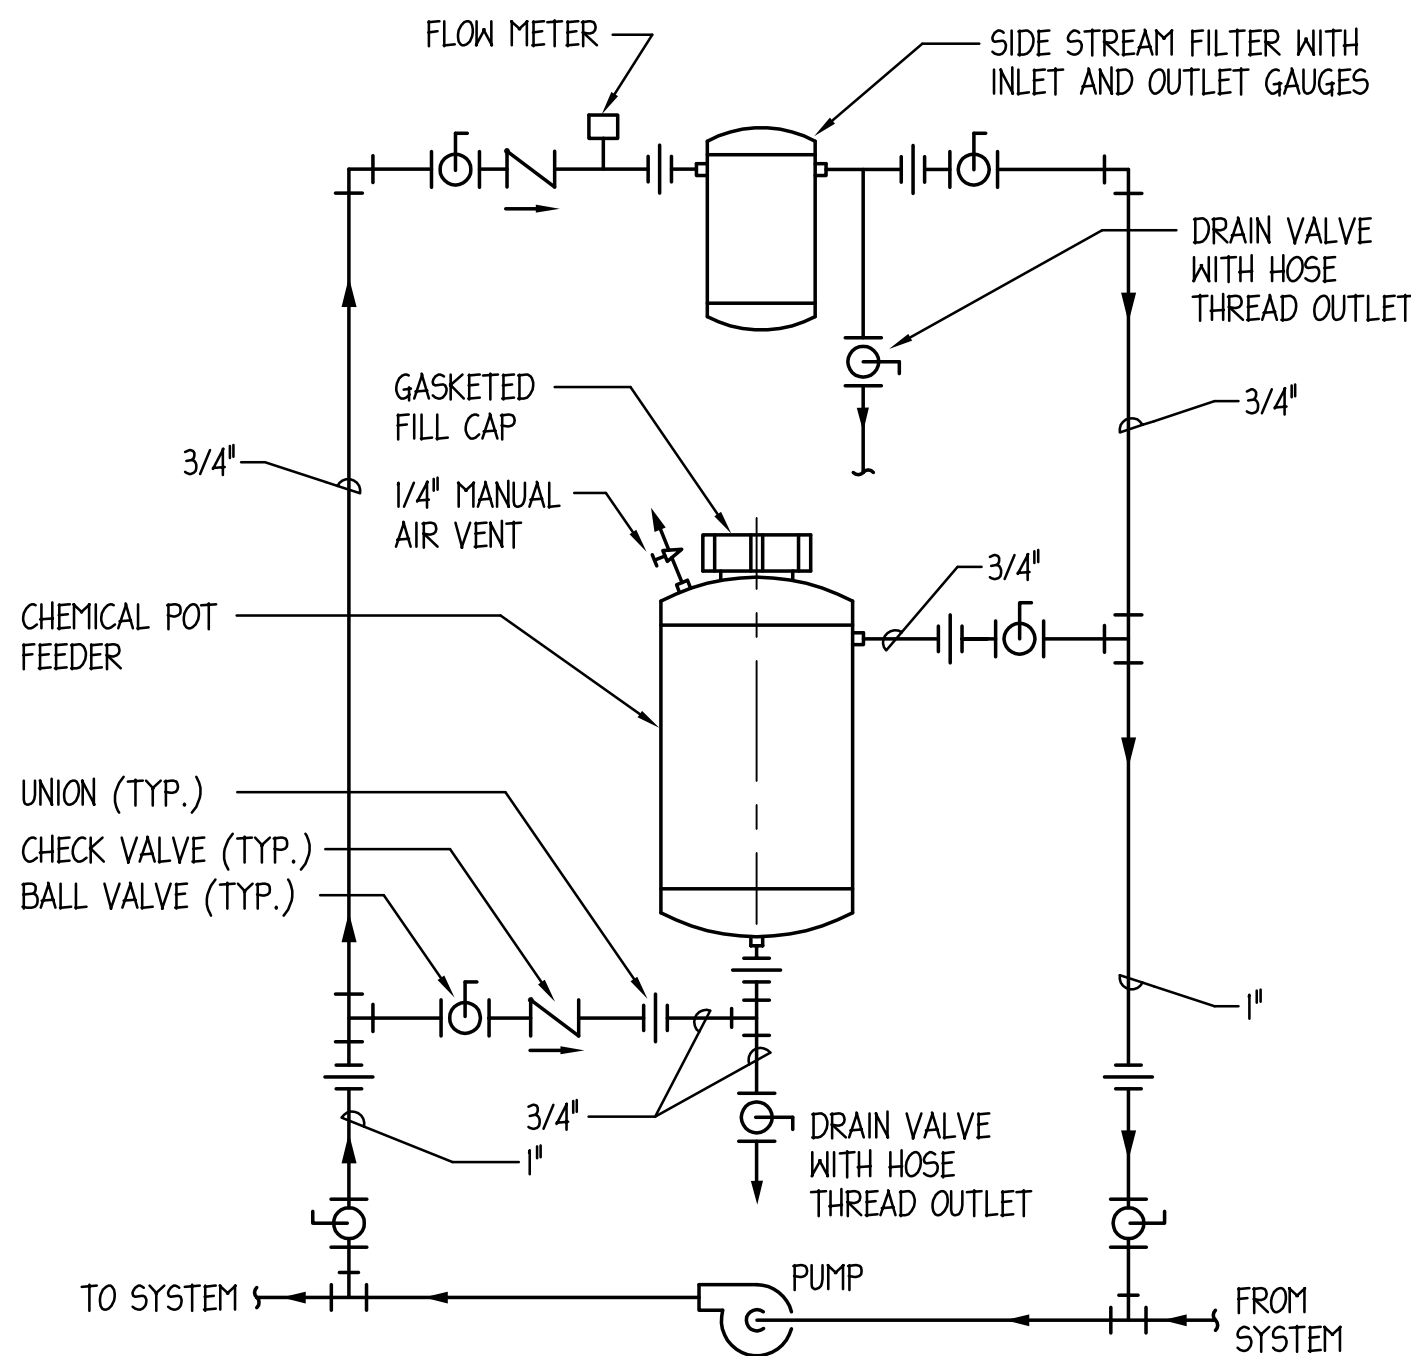 FLOW METER
SIDE STREAM FILTER WITH
INLET AND OUTLET GAUGES
DRAIN VALVE
WITH HOSE
THREAD OUTLET
GASKETED
FILL CAP
3/4"
3/4"
1/4" MANUAL
AIR VENT
3/4"
CHEMICAL POT
FEEDER
UNION (TYP.)
CHECK VALVE (TYP.)
BALL VALVE (TYP.)
1"
3/4"
1"
DRAIN VALVE
WITH HOSE
THREAD OUTLET
TO SYSTEM
PUMP
FROM
SYSTEM